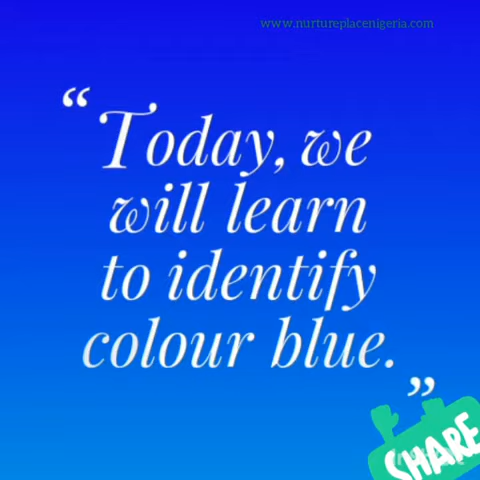 www.nurtureplacenigeria.com
“Today, we
will learn
to identify
colour blue.”
SHARE